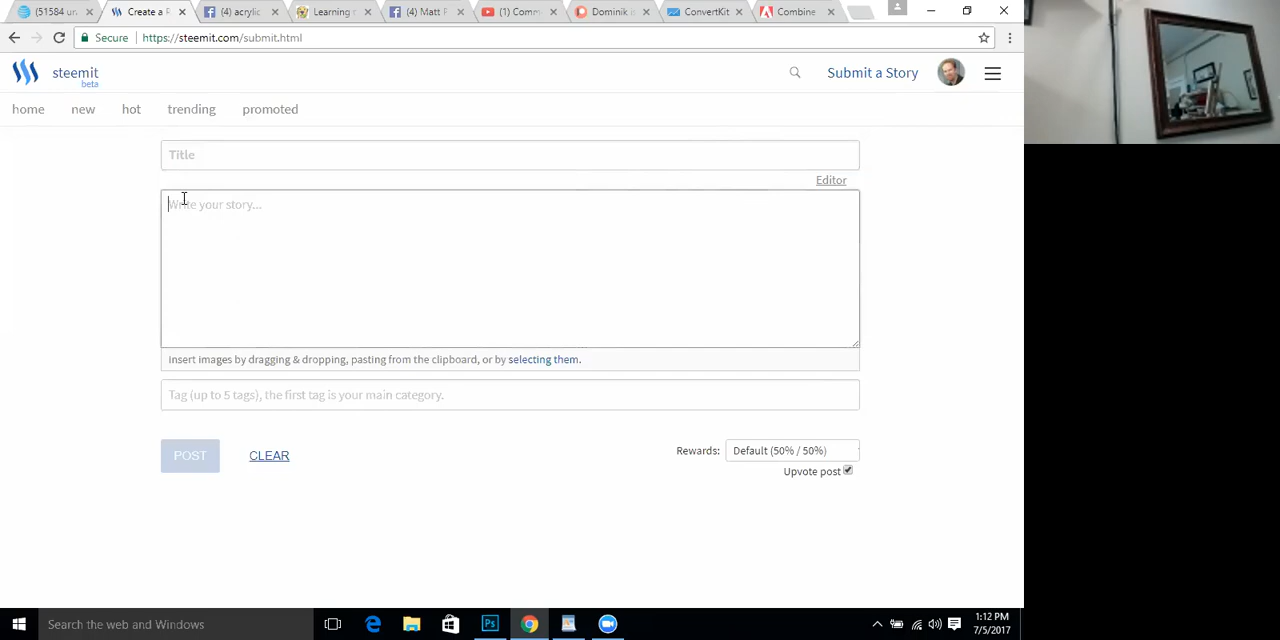 (51584 un
Create a P
(4) acrylic
Learning
(4) Matt P
(1) Comm
Dominik i
ConvertKit
Combine
Secure https://steemit.com/submit.html
steemit
beta
Submit a Story
home new hot trending promoted
Title
Editor
Write your story...
Insert images by dragging & dropping, pasting from the clipboard, or by selecting them.
Tag (up to 5 tags), the first tag is your main category.
POST CLEAR
Rewards: Default (50% / 50%)
Upvote post
Search the web and Windows
Ps
1:12 PM
7/5/2017